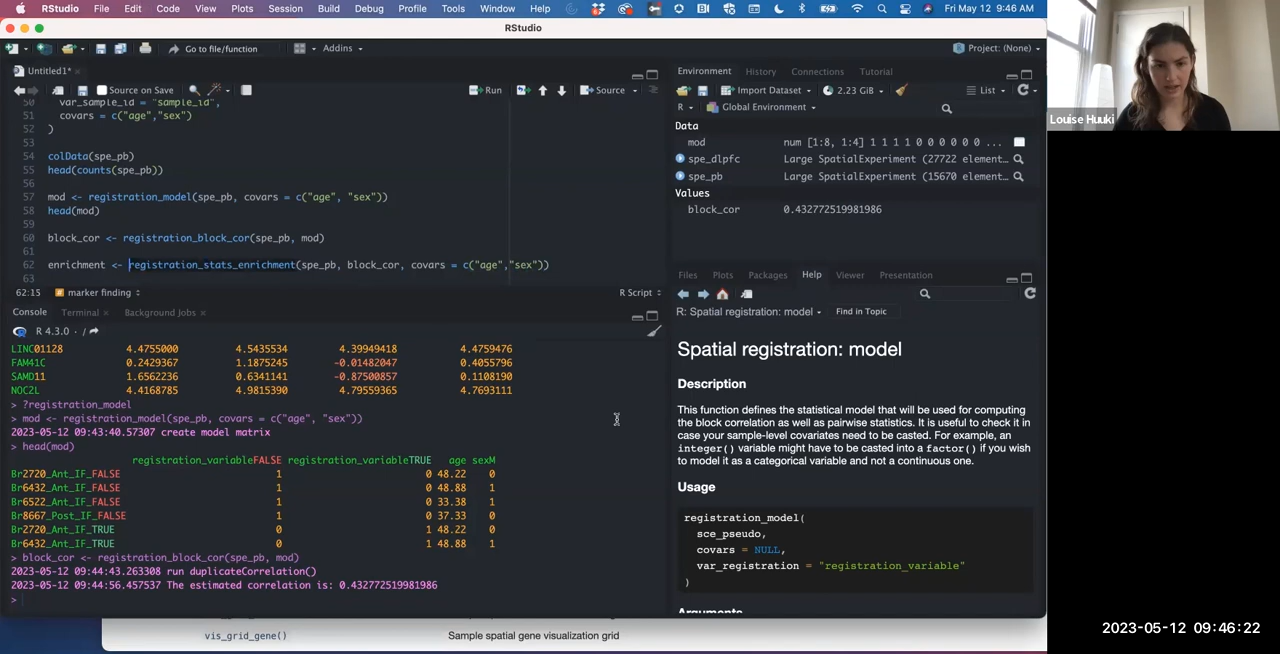 RStudio File Edit Code View Plots Session Build Debug Profile Tools Window Help Fri May 12 9:46 AM
RStudio
Go to file/function Addins Project: (None)
Untitled1*
Source on Save Run Source
50 var_sample_id = "sample_id",
51 covars = c("age","sex")
52 )
53
54 colData(spe_pb)
55 head(counts(spe_pb))
56
57 mod <- registration_model(spe_pb, covars = c("age", "sex"))
58 head(mod)
59
60 block_cor <- registration_block_cor(spe_pb, mod)
61
62 enrichment <- registration_stats_enrichment(spe_pb, block_cor, covars = c("age","sex"))
63
62:15 marker finding R Script
Console Terminal Background Jobs
R 4.3.0 · /
LINC01128 4.4755000 4.5435534 4.39949418 4.4759476
FAM41C 0.2429367 1.1875245 -0.01482047 0.4055796
SAMD11 1.6562236 0.6341141 -0.87500857 0.1108190
NOC2L 4.4168785 4.9815390 4.79559365 4.7693111
> ?registration_model
> mod <- registration_model(spe_pb, covars = c("age", "sex"))
2023-05-12 09:43:40.57307 create model matrix
> head(mod)
registration_variableFALSE registration_variableTRUE age sexM
Br2720_Ant_IF_FALSE 1 0 48.22 0
Br6432_Ant_IF_FALSE 1 0 48.88 1
Br6522_Ant_IF_FALSE 1 0 33.38 1
Br8667_Post_IF_FALSE 1 0 37.33 0
Br2720_Ant_IF_TRUE 0 1 48.22 0
Br6432_Ant_IF_TRUE 0 1 48.88 1
> block_cor <- registration_block_cor(spe_pb, mod)
2023-05-12 09:44:43.263308 run duplicateCorrelation()
2023-05-12 09:44:56.457537 The estimated correlation is: 0.432772519981986
>
Environment History Connections Tutorial
Import Dataset 2.23 GiB List
R Global Environment
Data
mod num [1:8, 1:4] 1 1 1 1 0 0 0 0 0 0 ...
spe_dlpfc Large SpatialExperiment (27722 element…
spe_pb Large SpatialExperiment (15670 element…
Values
block_cor 0.432772519981986
Files Plots Packages Help Viewer Presentation
R: Spatial registration: model Find in Topic
Spatial registration: model
Description
This function defines the statistical model that will be used for computing
the block correlation as well as pairwise statistics. It is useful to check it in
case your sample-level covariates need to be casted. For example, an
integer() variable might have to be casted into a factor() if you wish
to model it as a categorical variable and not a continuous one.
Usage
registration_model(
sce_pseudo,
covars = NULL,
var_registration = "registration_variable"
)
Arguments
vis_grid_gene() Sample spatial gene visualization grid
Louise Huuki
2023-05-12 09:46:22